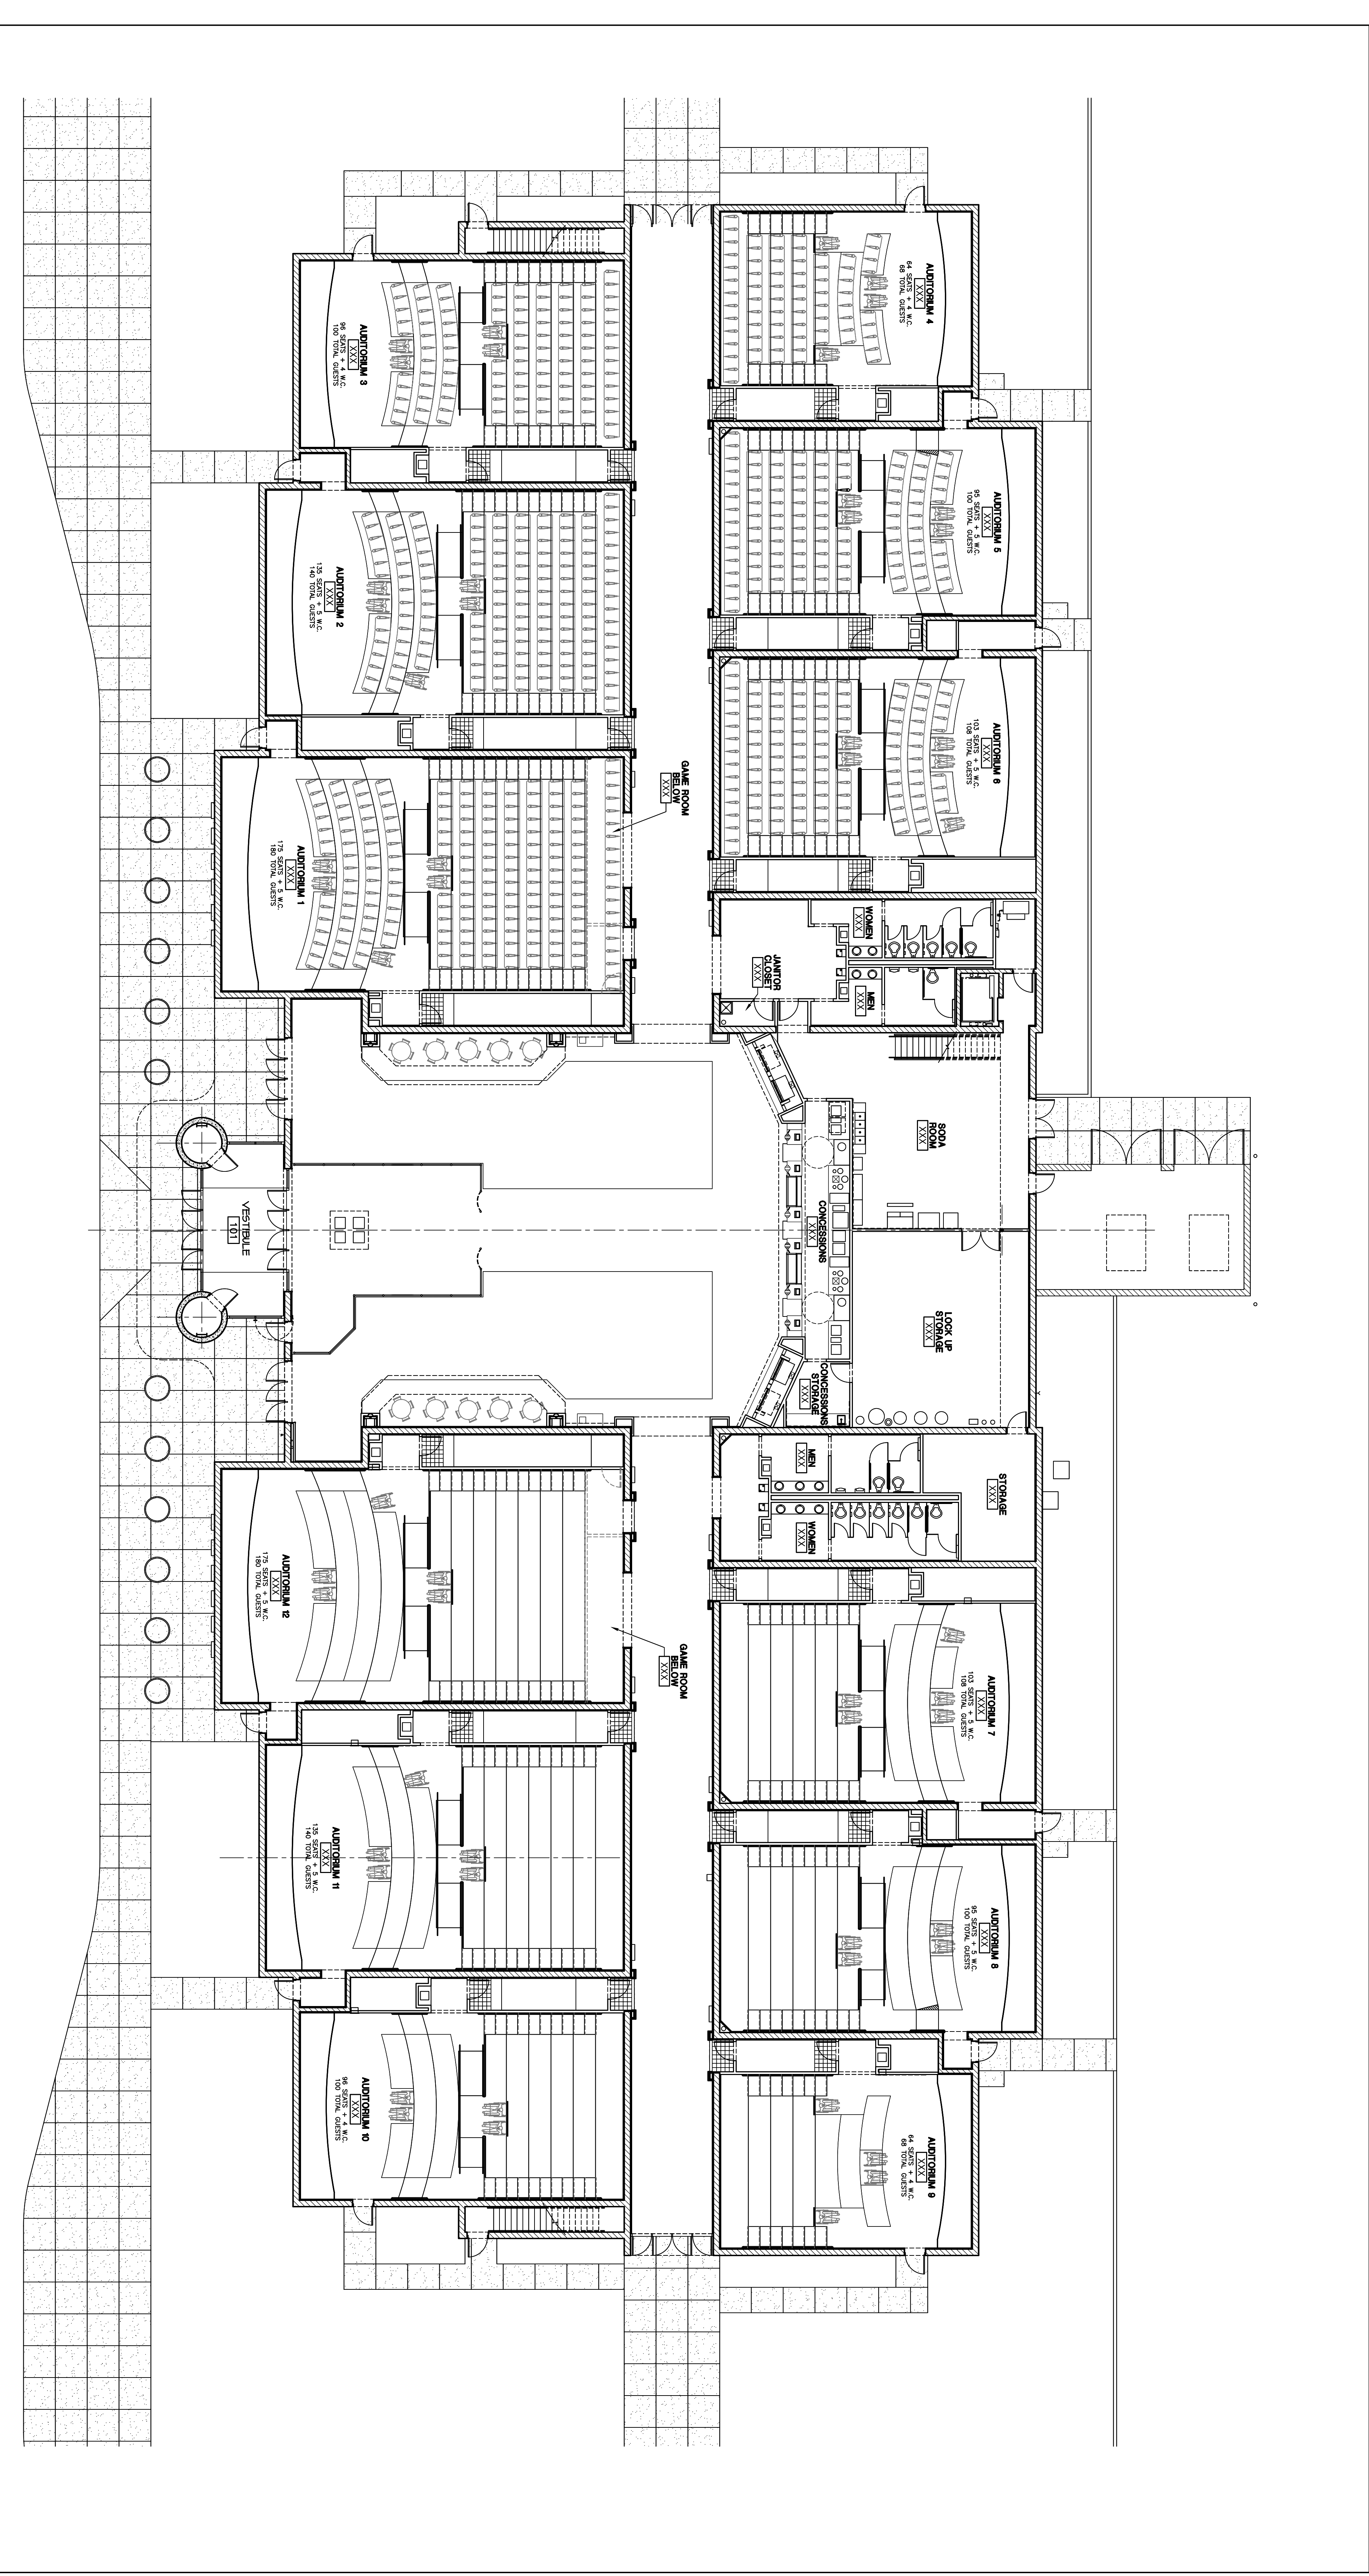 AUDITORIUM 4
XXX
64 SEATS + 4 W.C.
68 TOTAL GUESTS
AUDITORIUM 5
XXX
95 SEATS + 5 W.C.
100 TOTAL GUESTS
AUDITORIUM 6
XXX
103 SEATS + 5 W.C.
108 TOTAL GUESTS
WOMEN
XXX
MEN
XXX
JANITOR
CLOSET
XXX
SODA
ROOM
XXX
CONCESSIONS
XXX
LOCK UP
STORAGE
XXX
CONCESSIONS
STORAGE
XXX
STORAGE
XXX
MEN
XXX
WOMEN
XXX
AUDITORIUM 7
XXX
103 SEATS + 5 W.C.
108 TOTAL GUESTS
AUDITORIUM 8
XXX
95 SEATS + 5 W.C.
100 TOTAL GUESTS
AUDITORIUM 9
XXX
64 SEATS + 4 W.C.
68 TOTAL GUESTS
GAME ROOM
BELOW
XXX
GAME ROOM
BELOW
XXX
AUDITORIUM 3
XXX
96 SEATS + 4 W.C.
100 TOTAL GUESTS
AUDITORIUM 2
XXX
135 SEATS + 5 W.C.
140 TOTAL GUESTS
AUDITORIUM 1
XXX
175 SEATS + 5 W.C.
180 TOTAL GUESTS
VESTIBULE
101
AUDITORIUM 12
XXX
175 SEATS + 5 W.C.
180 TOTAL GUESTS
AUDITORIUM 11
XXX
135 SEATS + 5 W.C.
140 TOTAL GUESTS
AUDITORIUM 10
XXX
96 SEATS + 4 W.C.
100 TOTAL GUESTS